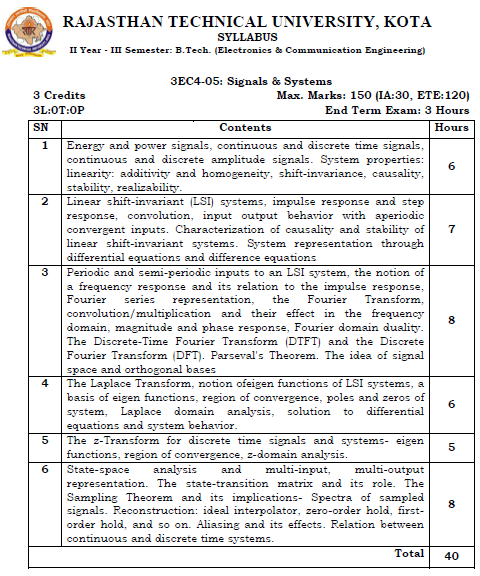 RAJASTHAN TECHNICAL UNIVERSITY, KOTA
SYLLABUS
II Year - III Semester: B.Tech. (Electronics & Communication Engineering)
3EC4-05: Signals & Systems
3 Credits Max. Marks: 150 (IA:30, ETE:120)
3L:0T:0P End Term Exam: 3 Hours
SN Contents Hours
1 Energy and power signals, continuous and discrete time signals,
continuous and discrete amplitude signals. System properties:
linearity: additivity and homogeneity, shift-invariance, causality,
stability, realizability.
6
2 Linear shift-invariant (LSI) systems, impulse response and step
response, convolution, input output behavior with aperiodic
convergent inputs. Characterization of causality and stability of
linear shift-invariant systems. System representation through
differential equations and difference equations
7
3 Periodic and semi-periodic inputs to an LSI system, the notion of
a frequency response and its relation to the impulse response,
Fourier series representation, the Fourier Transform,
convolution/multiplication and their effect in the frequency
domain, magnitude and phase response, Fourier domain duality.
The Discrete-Time Fourier Transform (DTFT) and the Discrete
Fourier Transform (DFT). Parseval's Theorem. The idea of signal
space and orthogonal bases
8
4 The Laplace Transform, notion ofeigen functions of LSI systems, a
basis of eigen functions, region of convergence, poles and zeros of
system, Laplace domain analysis, solution to differential
equations and system behavior.
6
5 The z-Transform for discrete time signals and systems- eigen
functions, region of convergence, z-domain analysis.
5
6 State-space analysis and multi-input, multi-output
representation. The state-transition matrix and its role. The
Sampling Theorem and its implications- Spectra of sampled
signals. Reconstruction: ideal interpolator, zero-order hold, first-
order hold, and so on. Aliasing and its effects. Relation between
continuous and discrete time systems.
8
Total 40